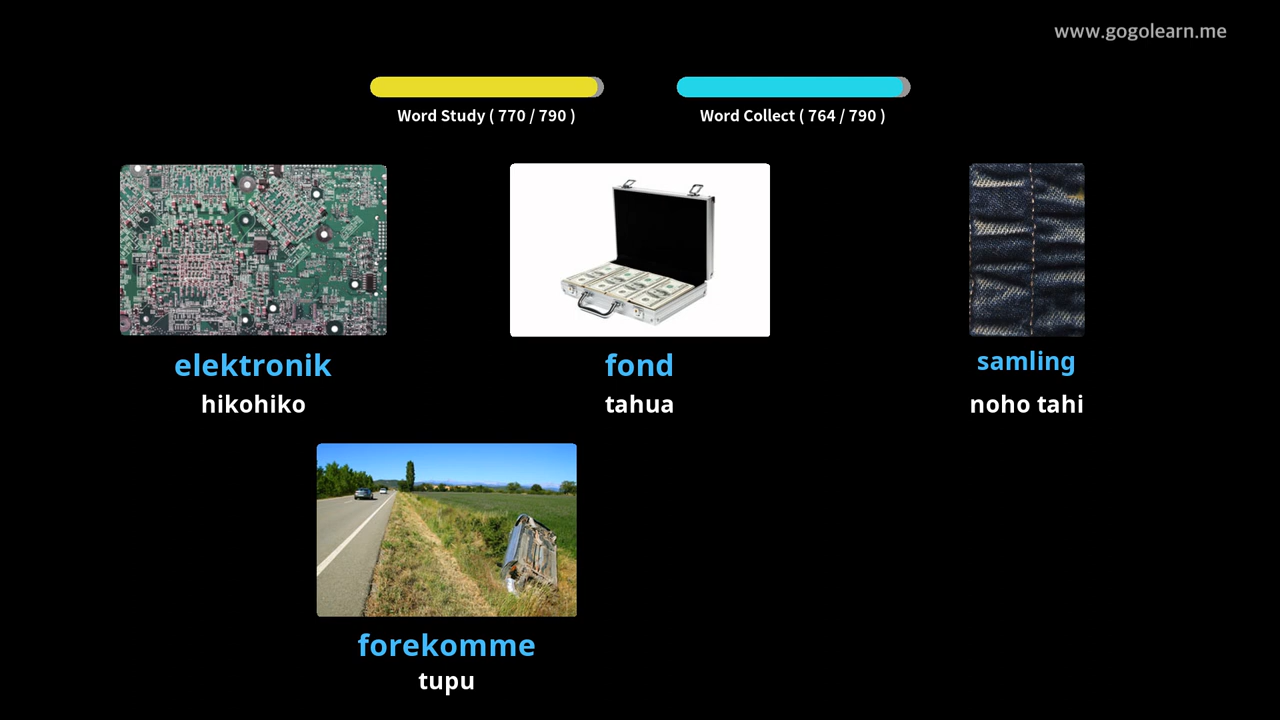 www.gogolearn.me
Word Study ( 770 / 790 )
Word Collect ( 764 / 790 )
elektronik
hikohiko
fond
tahua
samling
noho tahi
forekomme
tupu